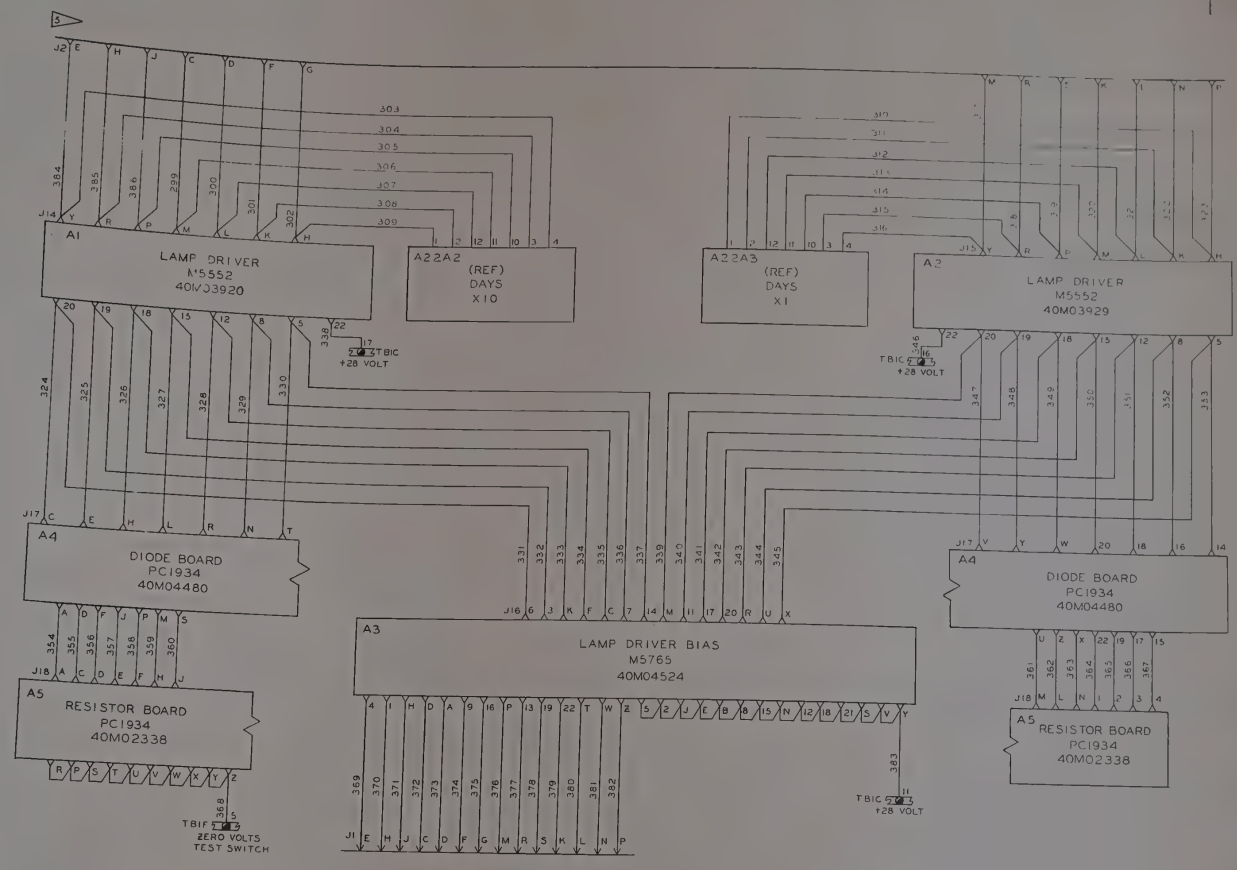 5
J2 E H J C D F G M R K L N P
303
304
305
306
307
308
309
310
311
312
313
314
315
316
384 385 386 299 300 301 302
J14 Y R P M L K H
1 2 12 11 10 3 4
1 2 12 11 10 3 4
J15 Y R P M L K H
A1
LAMP DRIVER
M5552
A22A2
(REF)
DAYS
X10
A22A3
(REF)
DAYS
X1
A2
LAMP DRIVER
M5552
40M03929
20 19 18 15 12 8 5 22
338
17
TB1C
+28 VOLT
22 20 19 18 15 12 8 5
346
16
TB1C
+28 VOLT
324 325 326 327 328 329 330
347 348 349 350 351 352 353
331 332 333 334 335 336 337 339 340 341 342 343 344 345
J17 C E H L R N T
A4
DIODE BOARD
PC1934
40M04480
J17 V Y W 20 18 16 14
A4
DIODE BOARD
PC1934
40M04480
J16 6 3 K F C 7 14 M 11 17 20 R U X
A3
LAMP DRIVER BIAS
M5765
40M04524
A D F J P M S
354 355 356 357 358 359 360
J18 A C D E F H J
A5
RESISTOR BOARD
PC1934
40M02338
R P S T U V W X Y Z
368
5
TB1F
ZERO VOLTS
TEST SWITCH
U Z X 22 19 17 15
361 362 363 364 365 366 367
J18 M L N 1 2 3 4
A5
RESISTOR BOARD
PC1934
40M02338
4 1 H D A 9 16 P 13 19 22 T W Z 5 2 J E B 8 15 N 12 18 21 S V Y
369 370 371 372 373 374 375 376 377 378 379 380 381 382
383
11
TB1C
+28 VOLT
J1 E H J C D F G M R S K L N P